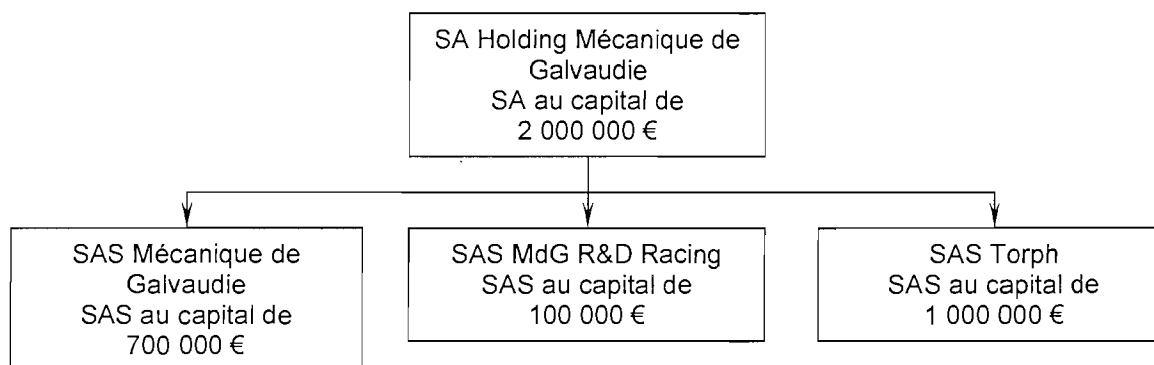 SA Holding Mécanique de
Galvaudie
SA au capital de
2 000 000 €
SAS Mécanique de
Galvaudie
SAS au capital de
700 000 €
SAS MdG R&D Racing
SAS au capital de
100 000 €
SAS Torph
SAS au capital de
1 000 000 €